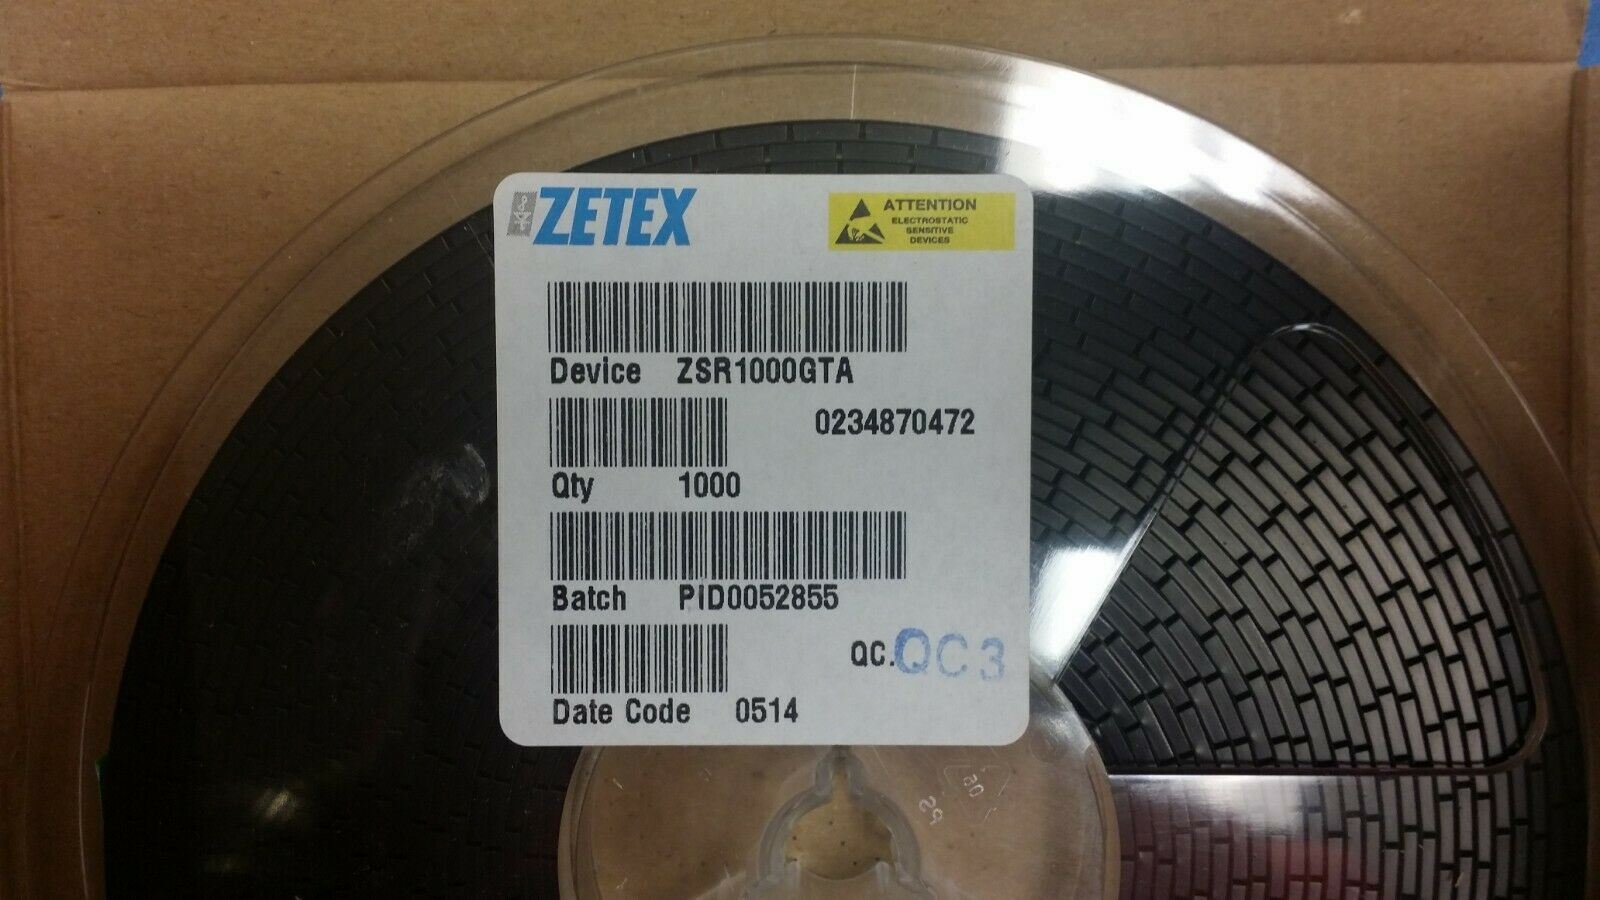 ZETEX
ATTENTION
ELECTROSTATIC
SENSITIVE
DEVICES
Device ZSR1000GTA
0234870472
Qty 1000
Batch PID0052855
QC. QC3
Date Code 0514